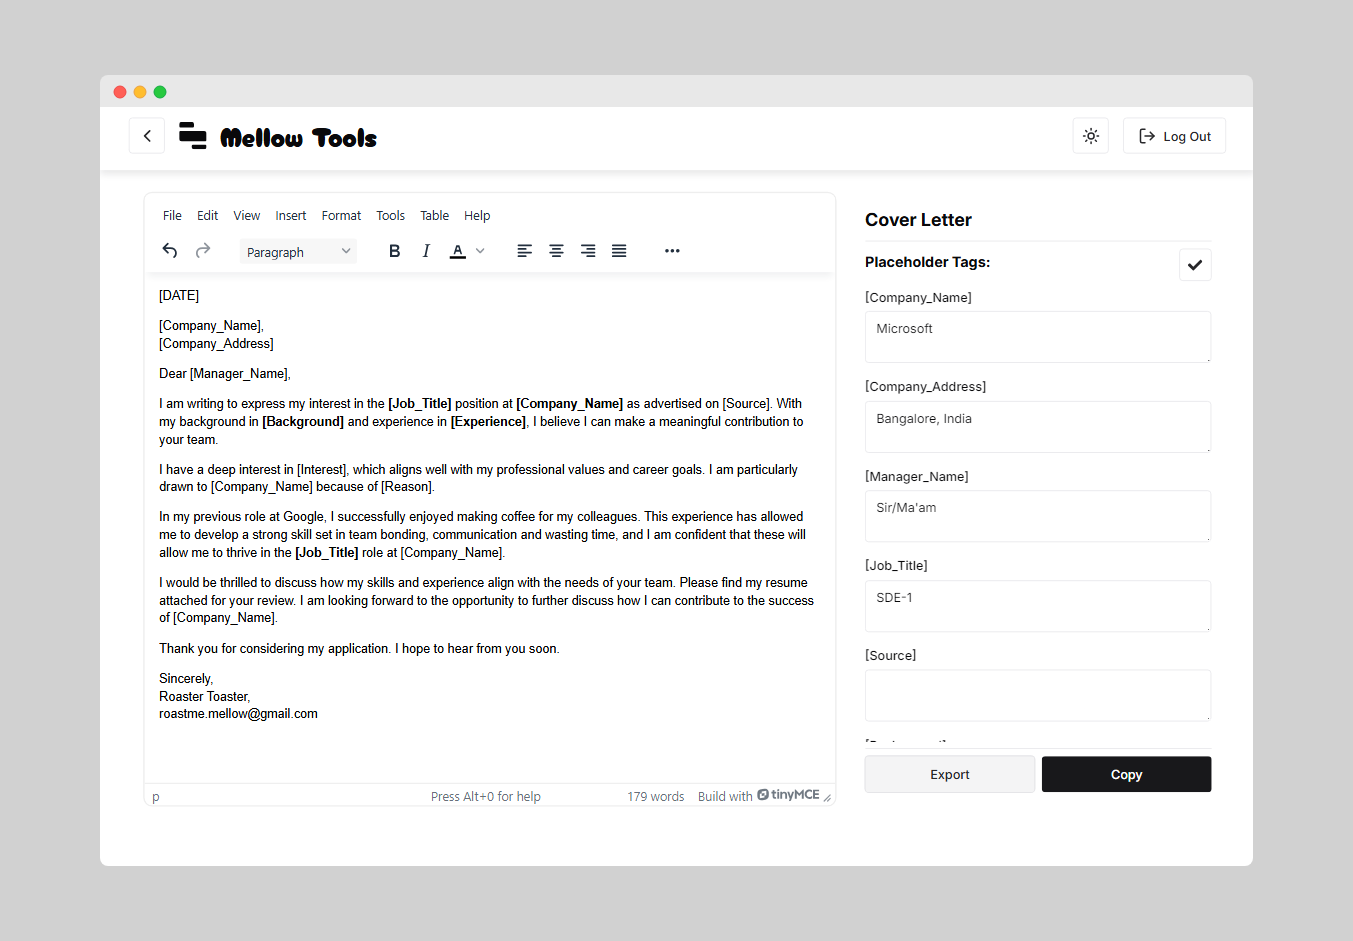 Mellow Tools
Log Out
File Edit View Insert Format Tools Table Help
Paragraph B I A
[DATE]
[Company_Name],
[Company_Address]
Dear [Manager_Name],
I am writing to express my interest in the [Job_Title] position at [Company_Name] as advertised on [Source]. With
my background in [Background] and experience in [Experience], I believe I can make a meaningful contribution to
your team.
I have a deep interest in [Interest], which aligns well with my professional values and career goals. I am particularly
drawn to [Company_Name] because of [Reason].
In my previous role at Google, I successfully enjoyed making coffee for my colleagues. This experience has allowed
me to develop a strong skill set in team bonding, communication and wasting time, and I am confident that these will
allow me to thrive in the [Job_Title] role at [Company_Name].
I would be thrilled to discuss how my skills and experience align with the needs of your team. Please find my resume
attached for your review. I am looking forward to the opportunity to further discuss how I can contribute to the success
of [Company_Name].
Thank you for considering my application. I hope to hear from you soon.
Sincerely,
Roaster Toaster,
roastme.mellow@gmail.com
p Press Alt+0 for help 179 words Build with tinyMCE
Cover Letter
Placeholder Tags:
[Company_Name]
Microsoft
[Company_Address]
Bangalore, India
[Manager_Name]
Sir/Ma'am
[Job_Title]
SDE-1
[Source]
Export
Copy